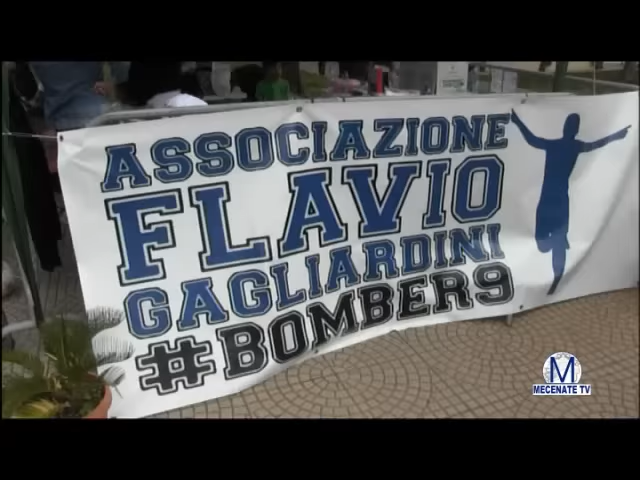 ASSOCIAZIONE
FLAVIO
GAGLIARDINI
#BOMBER9
M
MECENATE TV